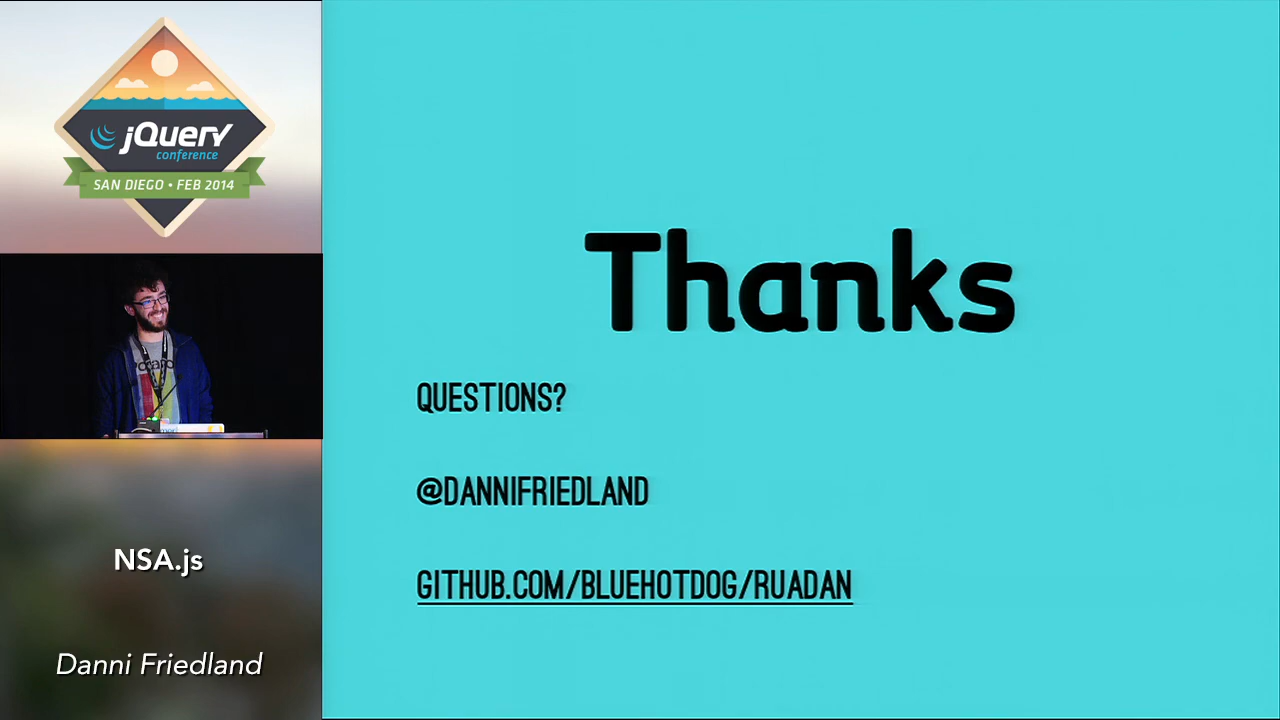 jQuery
conference
SAN DIEGO • FEB 2014
NSA.js
Danni Friedland
Thanks
QUESTIONS?
@DANNIFRIEDLAND
GITHUB.COM/BLUEHOTDOG/RUADAN